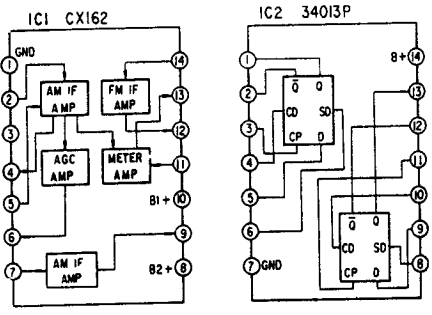 IC1 CX162
GND
1
2
3
4
5
6
7
AM IF
AMP
FM IF
AMP
AGC
AMP
METER
AMP
AM IF
AMP
14
13
12
11
B1+ 10
9
B2+ 8
IC2 34013P
1
2
3
4
5
6
7 GND
Q̅ Q
CD SD
CP D
Q̅ Q
CD SD
CP D
B+ 14
13
12
11
10
9
8